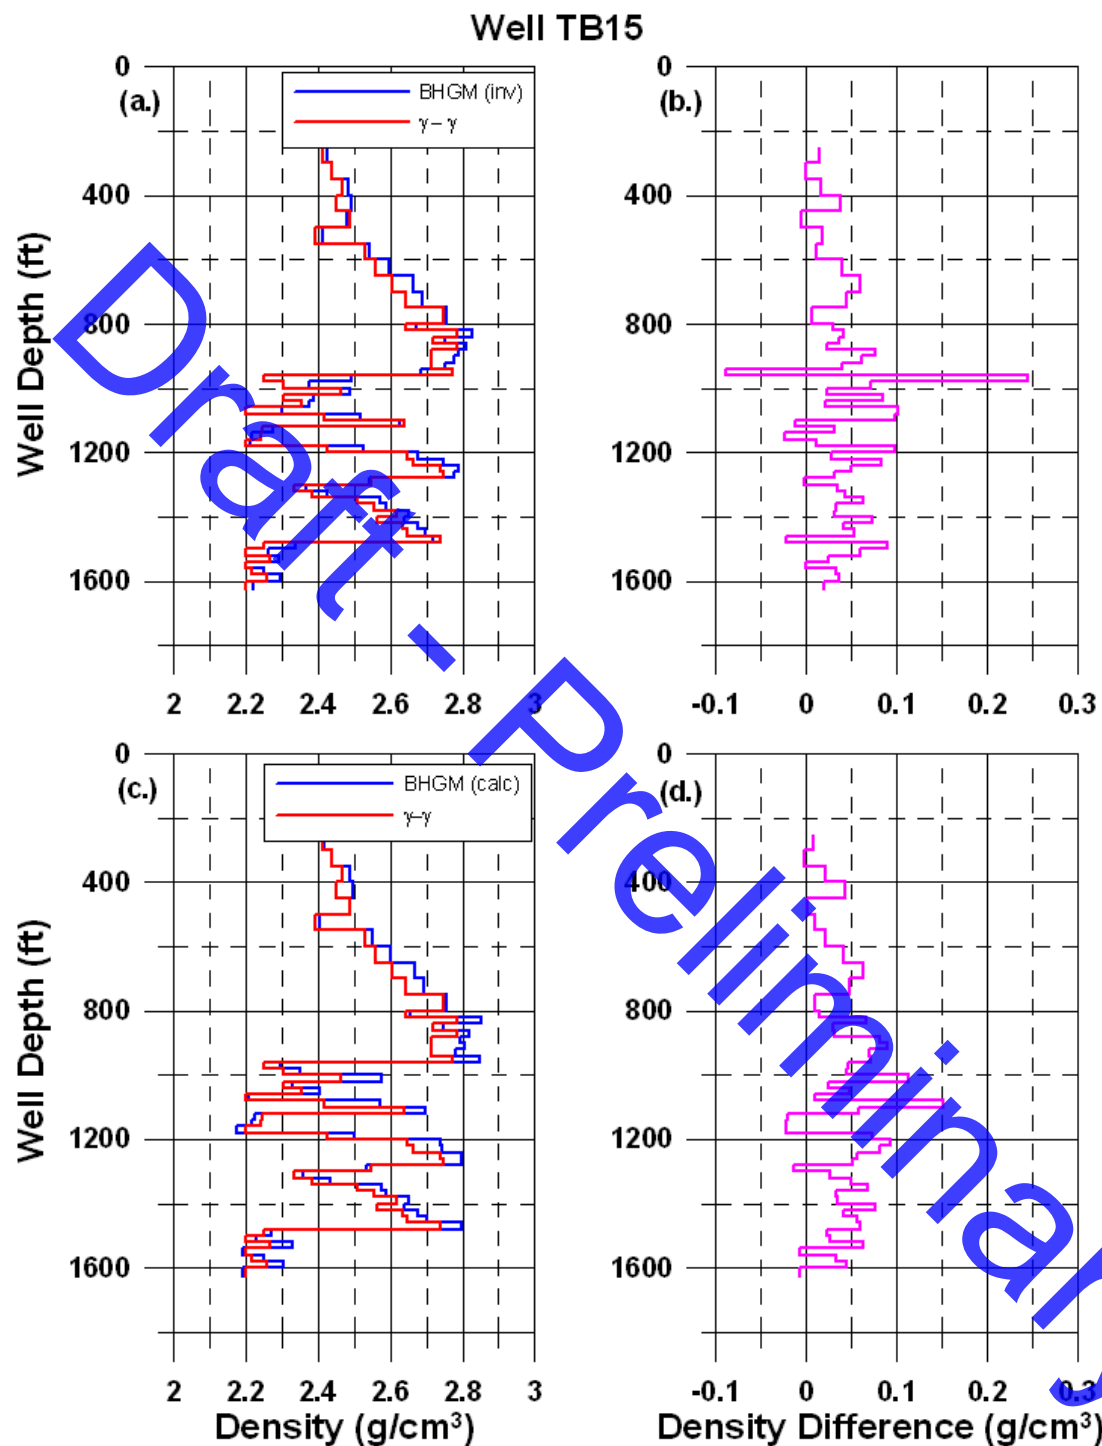 Well TB15
(a.)
BHGM (inv)
γ – γ
0
400
800
1200
1600
Well Depth (ft)
2 2.2 2.4 2.6 2.8 3
(b.)
0
400
800
1200
1600
-0.1 0 0.1 0.2 0.3
(c.)
BHGM (calc)
γ–γ
0
400
800
1200
1600
Well Depth (ft)
2 2.2 2.4 2.6 2.8 3
Density (g/cm³)
(d.)
0
400
800
1200
1600
-0.1 0 0.1 0.2 0.3
Density Difference (g/cm³)
Draft - Preliminary